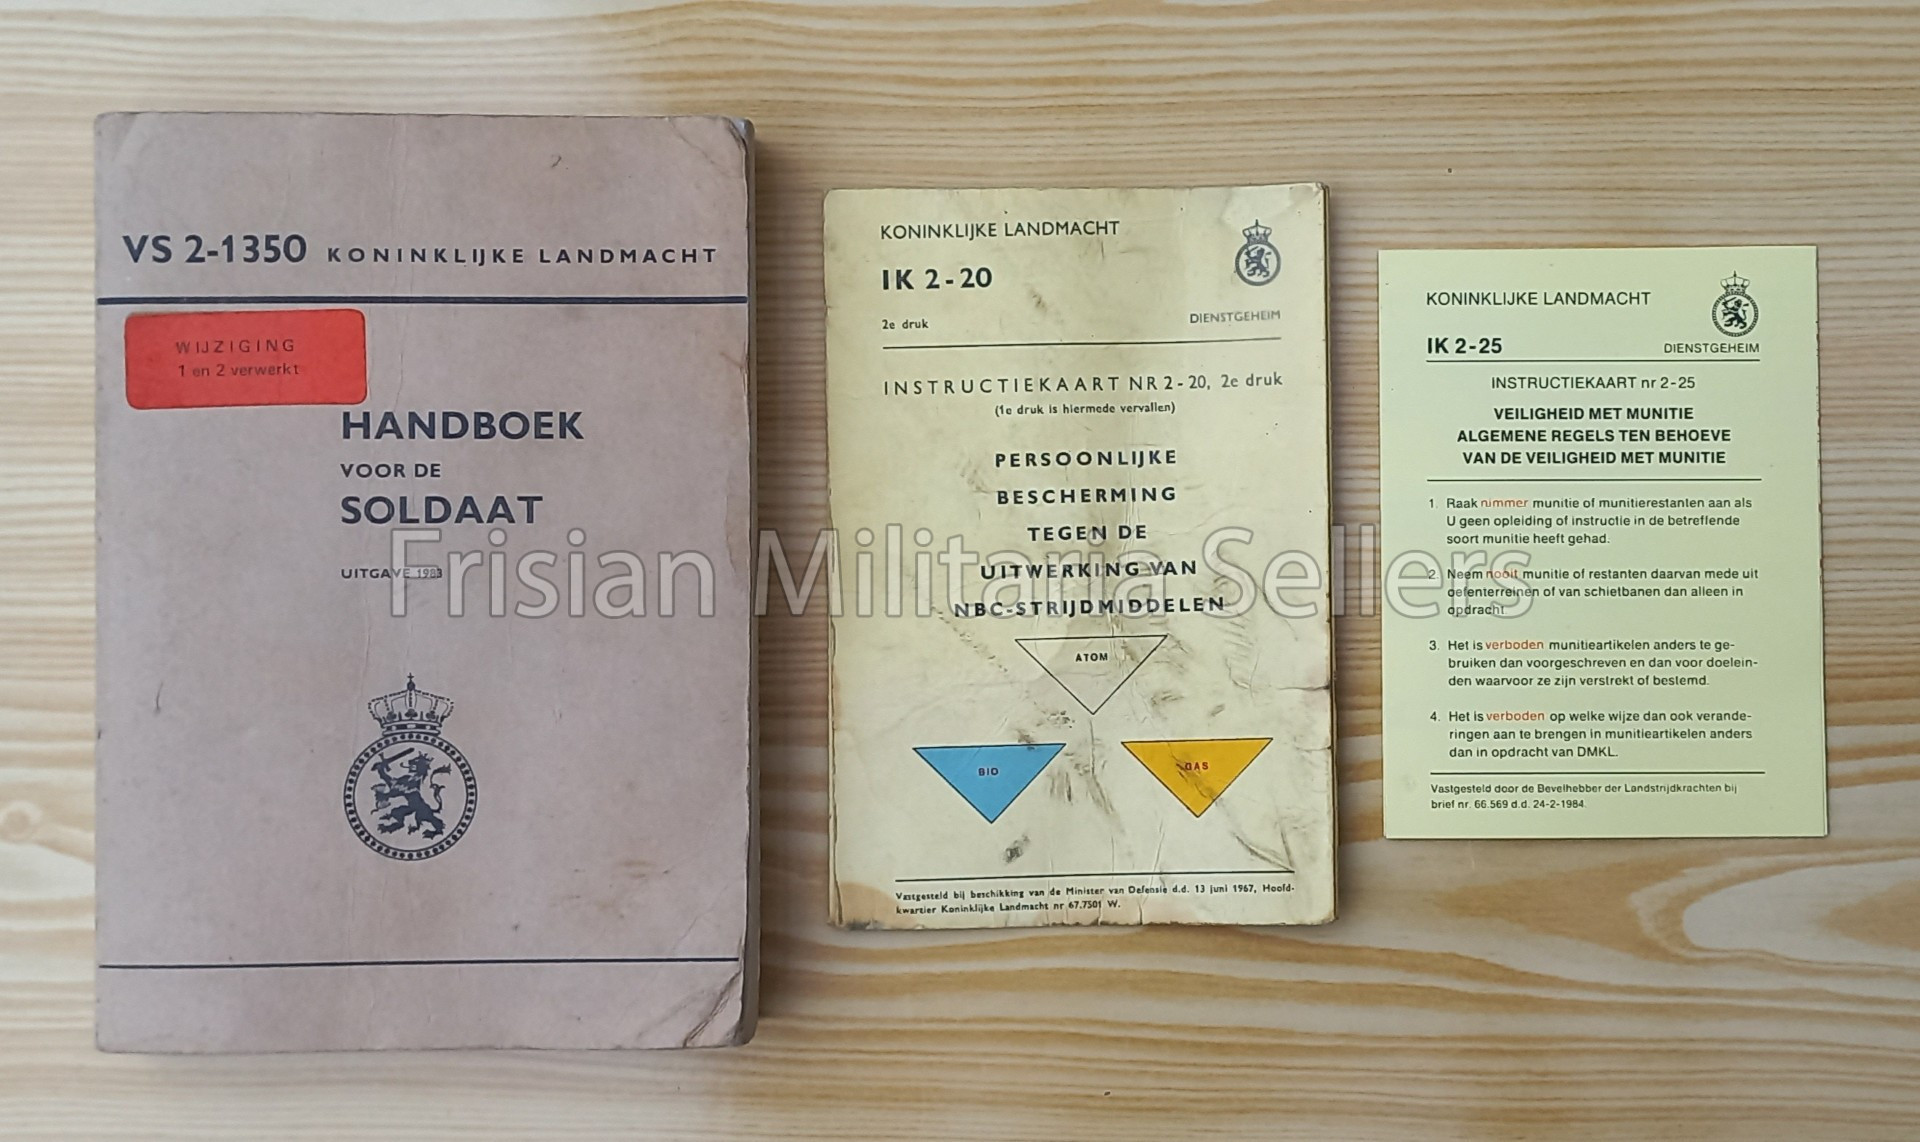 VS 2-1350 KONINKLIJKE LANDMACHT
WIJZIGING
1 en 2 verwerkt
HANDBOEK
VOOR DE
SOLDAAT
UITGAVE 1983
KONINKLIJKE LANDMACHT
IK 2-20
2e druk
DIENSTGEHEIM
INSTRUCTIEKAART NR 2-20, 2e druk
(1e druk is hiermede vervallen)
PERSOONLIJKE
BESCHERMING
TEGEN DE
UITWERKING VAN
NBC-STRIJDMIDDELEN
ATOM
BIO
GAS
Vastgesteld bij beschikking van de Minister van Defensie d.d. 13 juni 1967, Hoofd-
kwartier Koninklijke Landmacht nr 67.7501 W.
KONINKLIJKE LANDMACHT
IK 2-25
DIENSTGEHEIM
INSTRUCTIEKAART nr 2-25
VEILIGHEID MET MUNITIE
ALGEMENE REGELS TEN BEHOEVE
VAN DE VEILIGHEID MET MUNITIE
1. Raak nimmer munitie of munitierestanten aan als
U geen opleiding of instructie in de betreffende
soort munitie heeft gehad.
2. Neem nooit munitie of restanten daarvan mede uit
oefenterreinen of van schietbanen dan alleen in
opdracht.
3. Het is verboden munitieartikelen anders te ge-
bruiken dan voorgeschreven en dan voor doelein-
den waarvoor ze zijn verstrekt of bestemd.
4. Het is verboden op welke wijze dan ook verande-
ringen aan te brengen in munitieartikelen anders
dan in opdracht van DMKL.
Vastgesteld door de Bevelhebber der Landstrijdkrachten bij
brief nr. 66.569 d.d. 24-2-1984.
Frisian Militaria Sellers